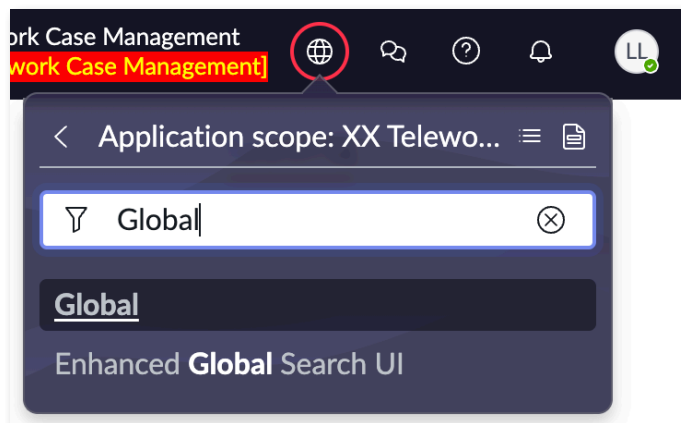 ork Case Management
work Case Management]
LL
Application scope: XX Telewo...
Global
Global
Enhanced Global Search UI